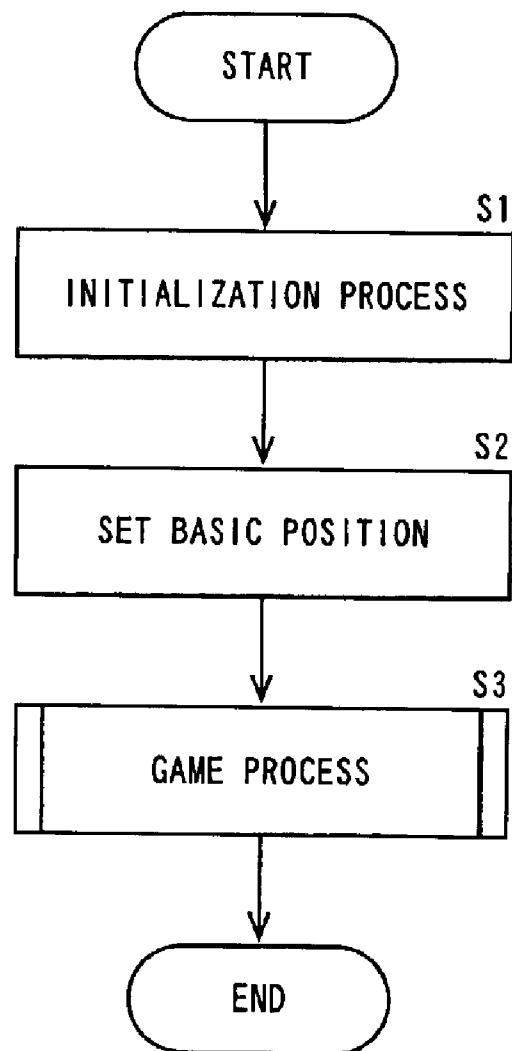 START
S1
INITIALIZATION PROCESS
S2
SET BASIC POSITION
S3
GAME PROCESS
END